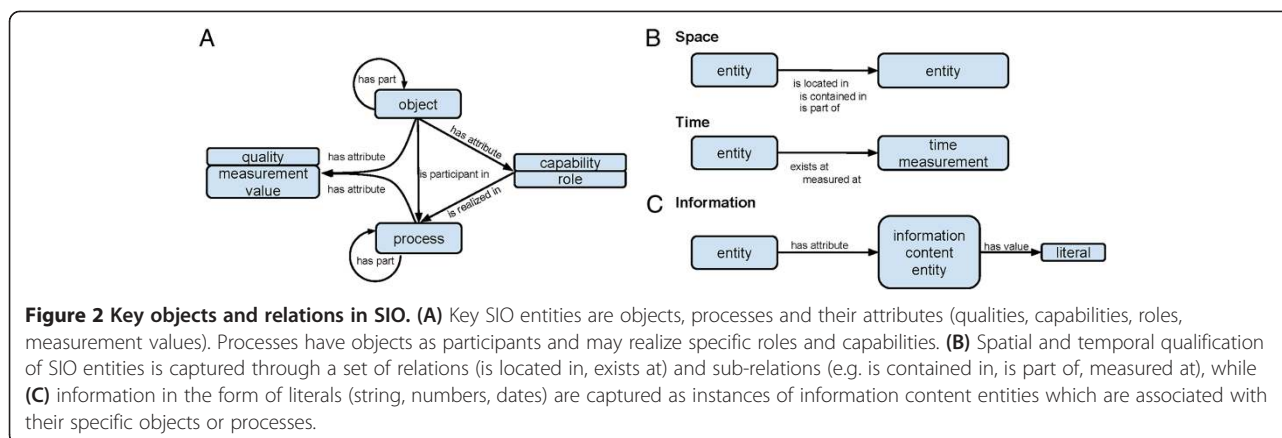 A
has part
object
has attribute
has attribute
quality
measurement
value
is participant in
capability
role
has attribute
is realized in
process
has part
B Space
entity
entity
is located in
is contained in
is part of
Time
entity
time
measurement
exists at
measured at
C Information
entity
has attribute
information
content
entity
has value
literal
Figure 2 Key objects and relations in SIO. (A) Key SIO entities are objects, processes and their attributes (qualities, capabilities, roles,
measurement values). Processes have objects as participants and may realize specific roles and capabilities. (B) Spatial and temporal qualification
of SIO entities is captured through a set of relations (is located in, exists at) and sub-relations (e.g. is contained in, is part of, measured at), while
(C) information in the form of literals (string, numbers, dates) are captured as instances of information content entities which are associated with
their specific objects or processes.